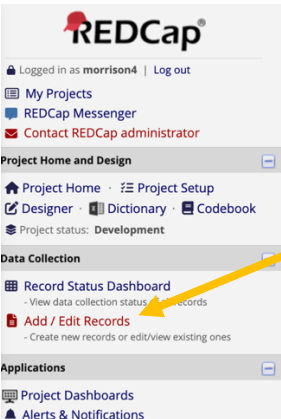 REDCap®
Logged in as morrison4 | Log out
My Projects
REDCap Messenger
Contact REDCap administrator
Project Home and Design
Project Home · Project Setup
Designer · Dictionary · Codebook
Project status: Development
Data Collection
Record Status Dashboard
- View data collection status records
Add / Edit Records
- Create new records or edit/view existing ones
Applications
Project Dashboards
Alerts & Notifications